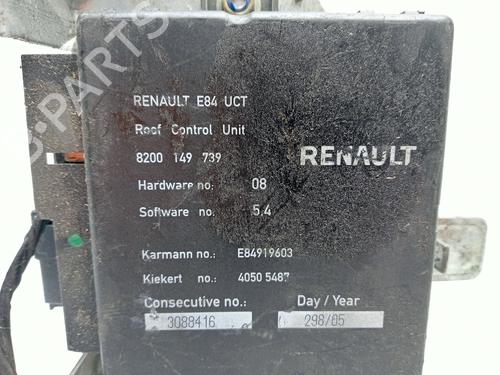 RENAULT E84 UCT
Roof Control Unit
8200 149 739
RENAULT
Hardware no: 08
Software no: 5.4
Karmann no.: E84919603
Kiekert no.: 4050 5487
Consecutive no.: Day / Year
3088416 298/05
B-PARTS